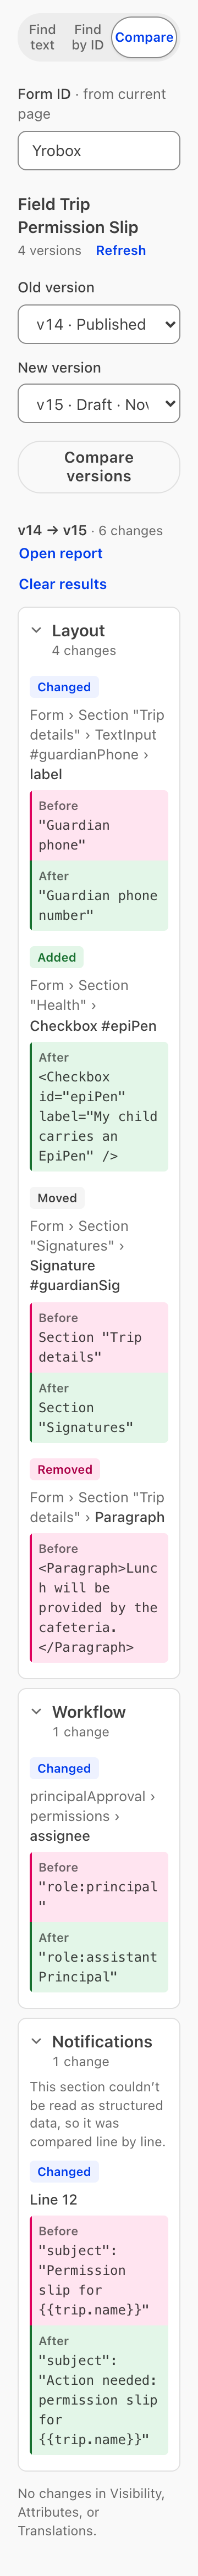 Find
text
Find
by ID
Compare
Form ID · from current
page
Yrobox
Field Trip
Permission Slip
4 versions Refresh
Old version
v14 · Published
New version
v15 · Draft · Nov
Compare
versions
v14 → v15 · 6 changes
Open report
Clear results
Layout
4 changes
Changed
Form › Section "Trip
details" › TextInput
#guardianPhone ›
label
Before
"Guardian
phone"
After
"Guardian phone
number"
Added
Form › Section
"Health" ›
Checkbox #epiPen
After
<Checkbox
id="epiPen"
label="My child
carries an
EpiPen" />
Moved
Form › Section
"Signatures" ›
Signature
#guardianSig
Before
Section "Trip
details"
After
Section
"Signatures"
Removed
Form › Section "Trip
details" › Paragraph
Before
<Paragraph>Lunc
h will be
provided by the
cafeteria.
</Paragraph>
Workflow
1 change
Changed
principalApproval ›
permissions ›
assignee
Before
"role:principal
"
After
"role:assistant
Principal"
Notifications
1 change
This section couldn't
be read as structured
data, so it was
compared line by line.
Changed
Line 12
Before
"subject":
"Permission
slip for
{{trip.name}}"
After
"subject":
"Action needed:
permission slip
for
{{trip.name}}"
No changes in Visibility,
Attributes, or
Translations.